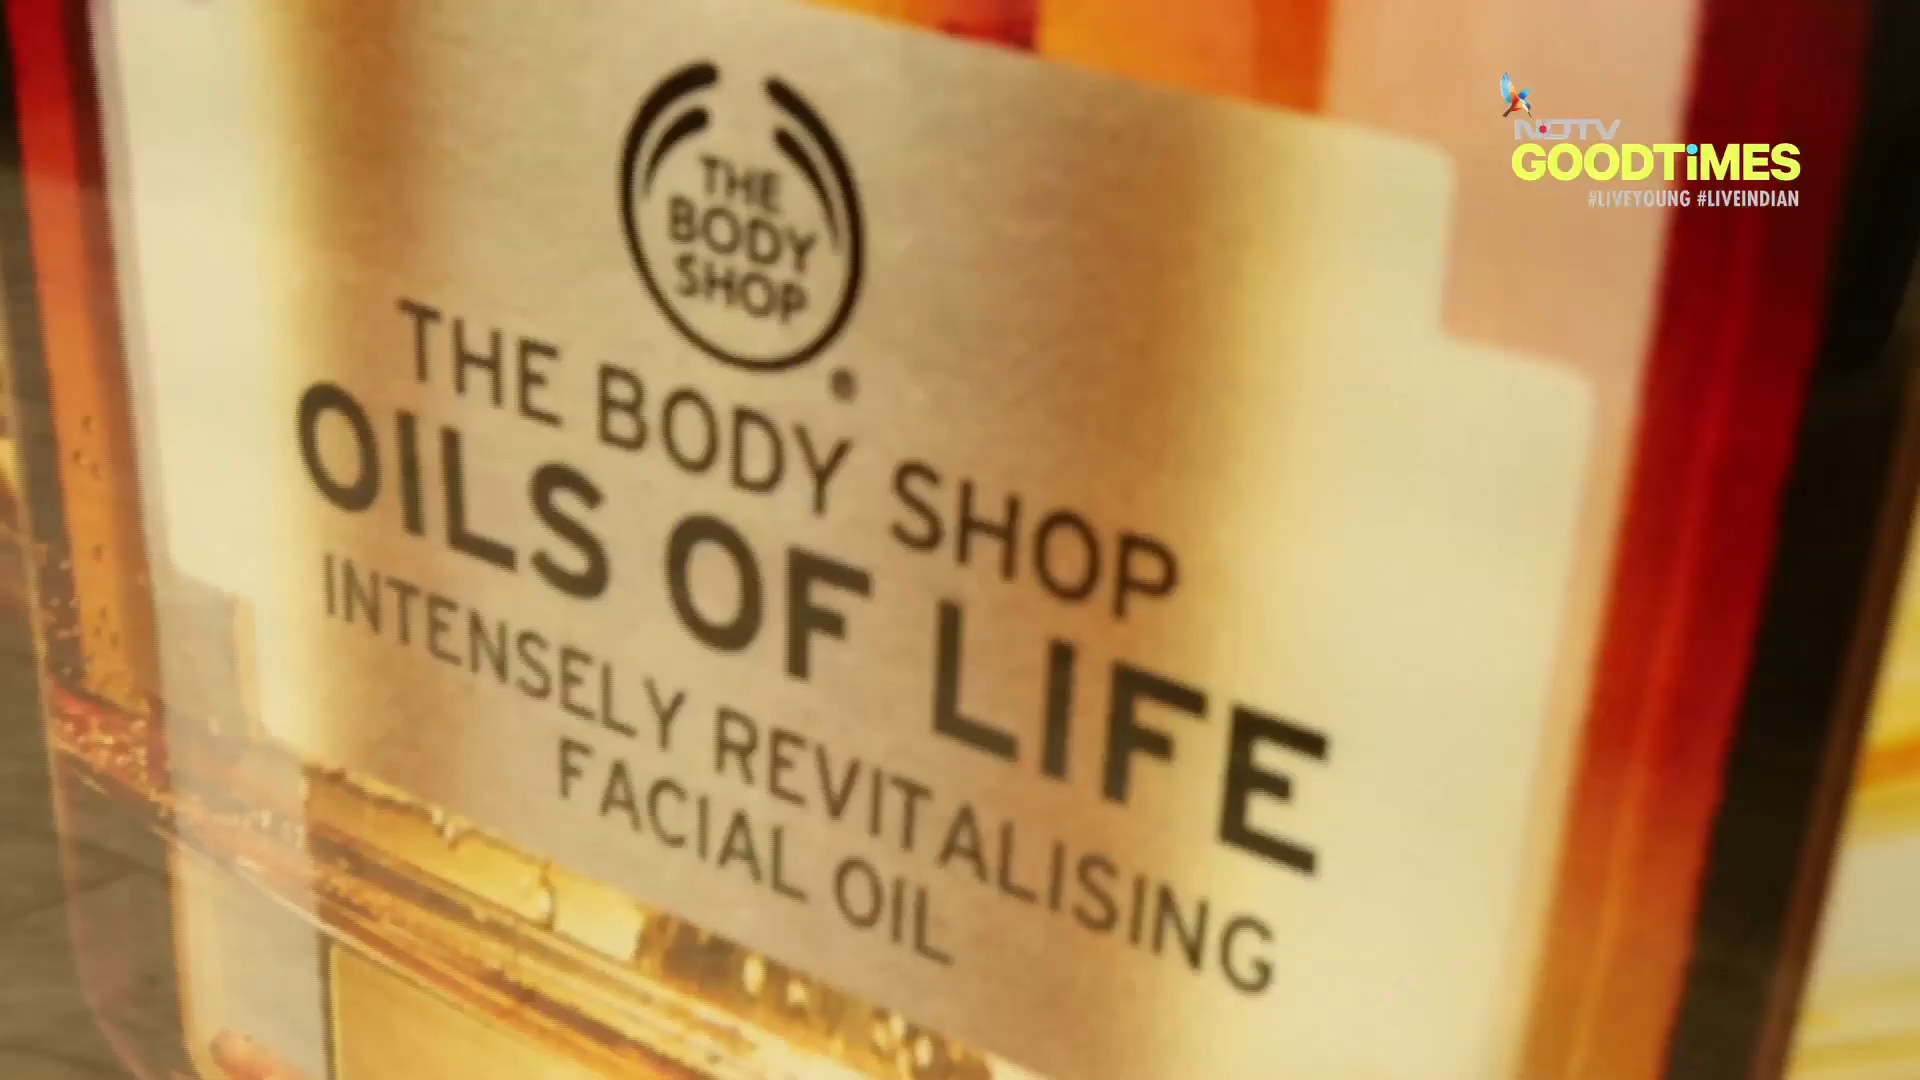 THE
BODY
SHOP
®
THE BODY SHOP
OILS OF LIFE
INTENSELY REVITALISING
FACIAL OIL
NDTV
GOODTiMES
#LIVEYOUNG #LIVEINDIAN